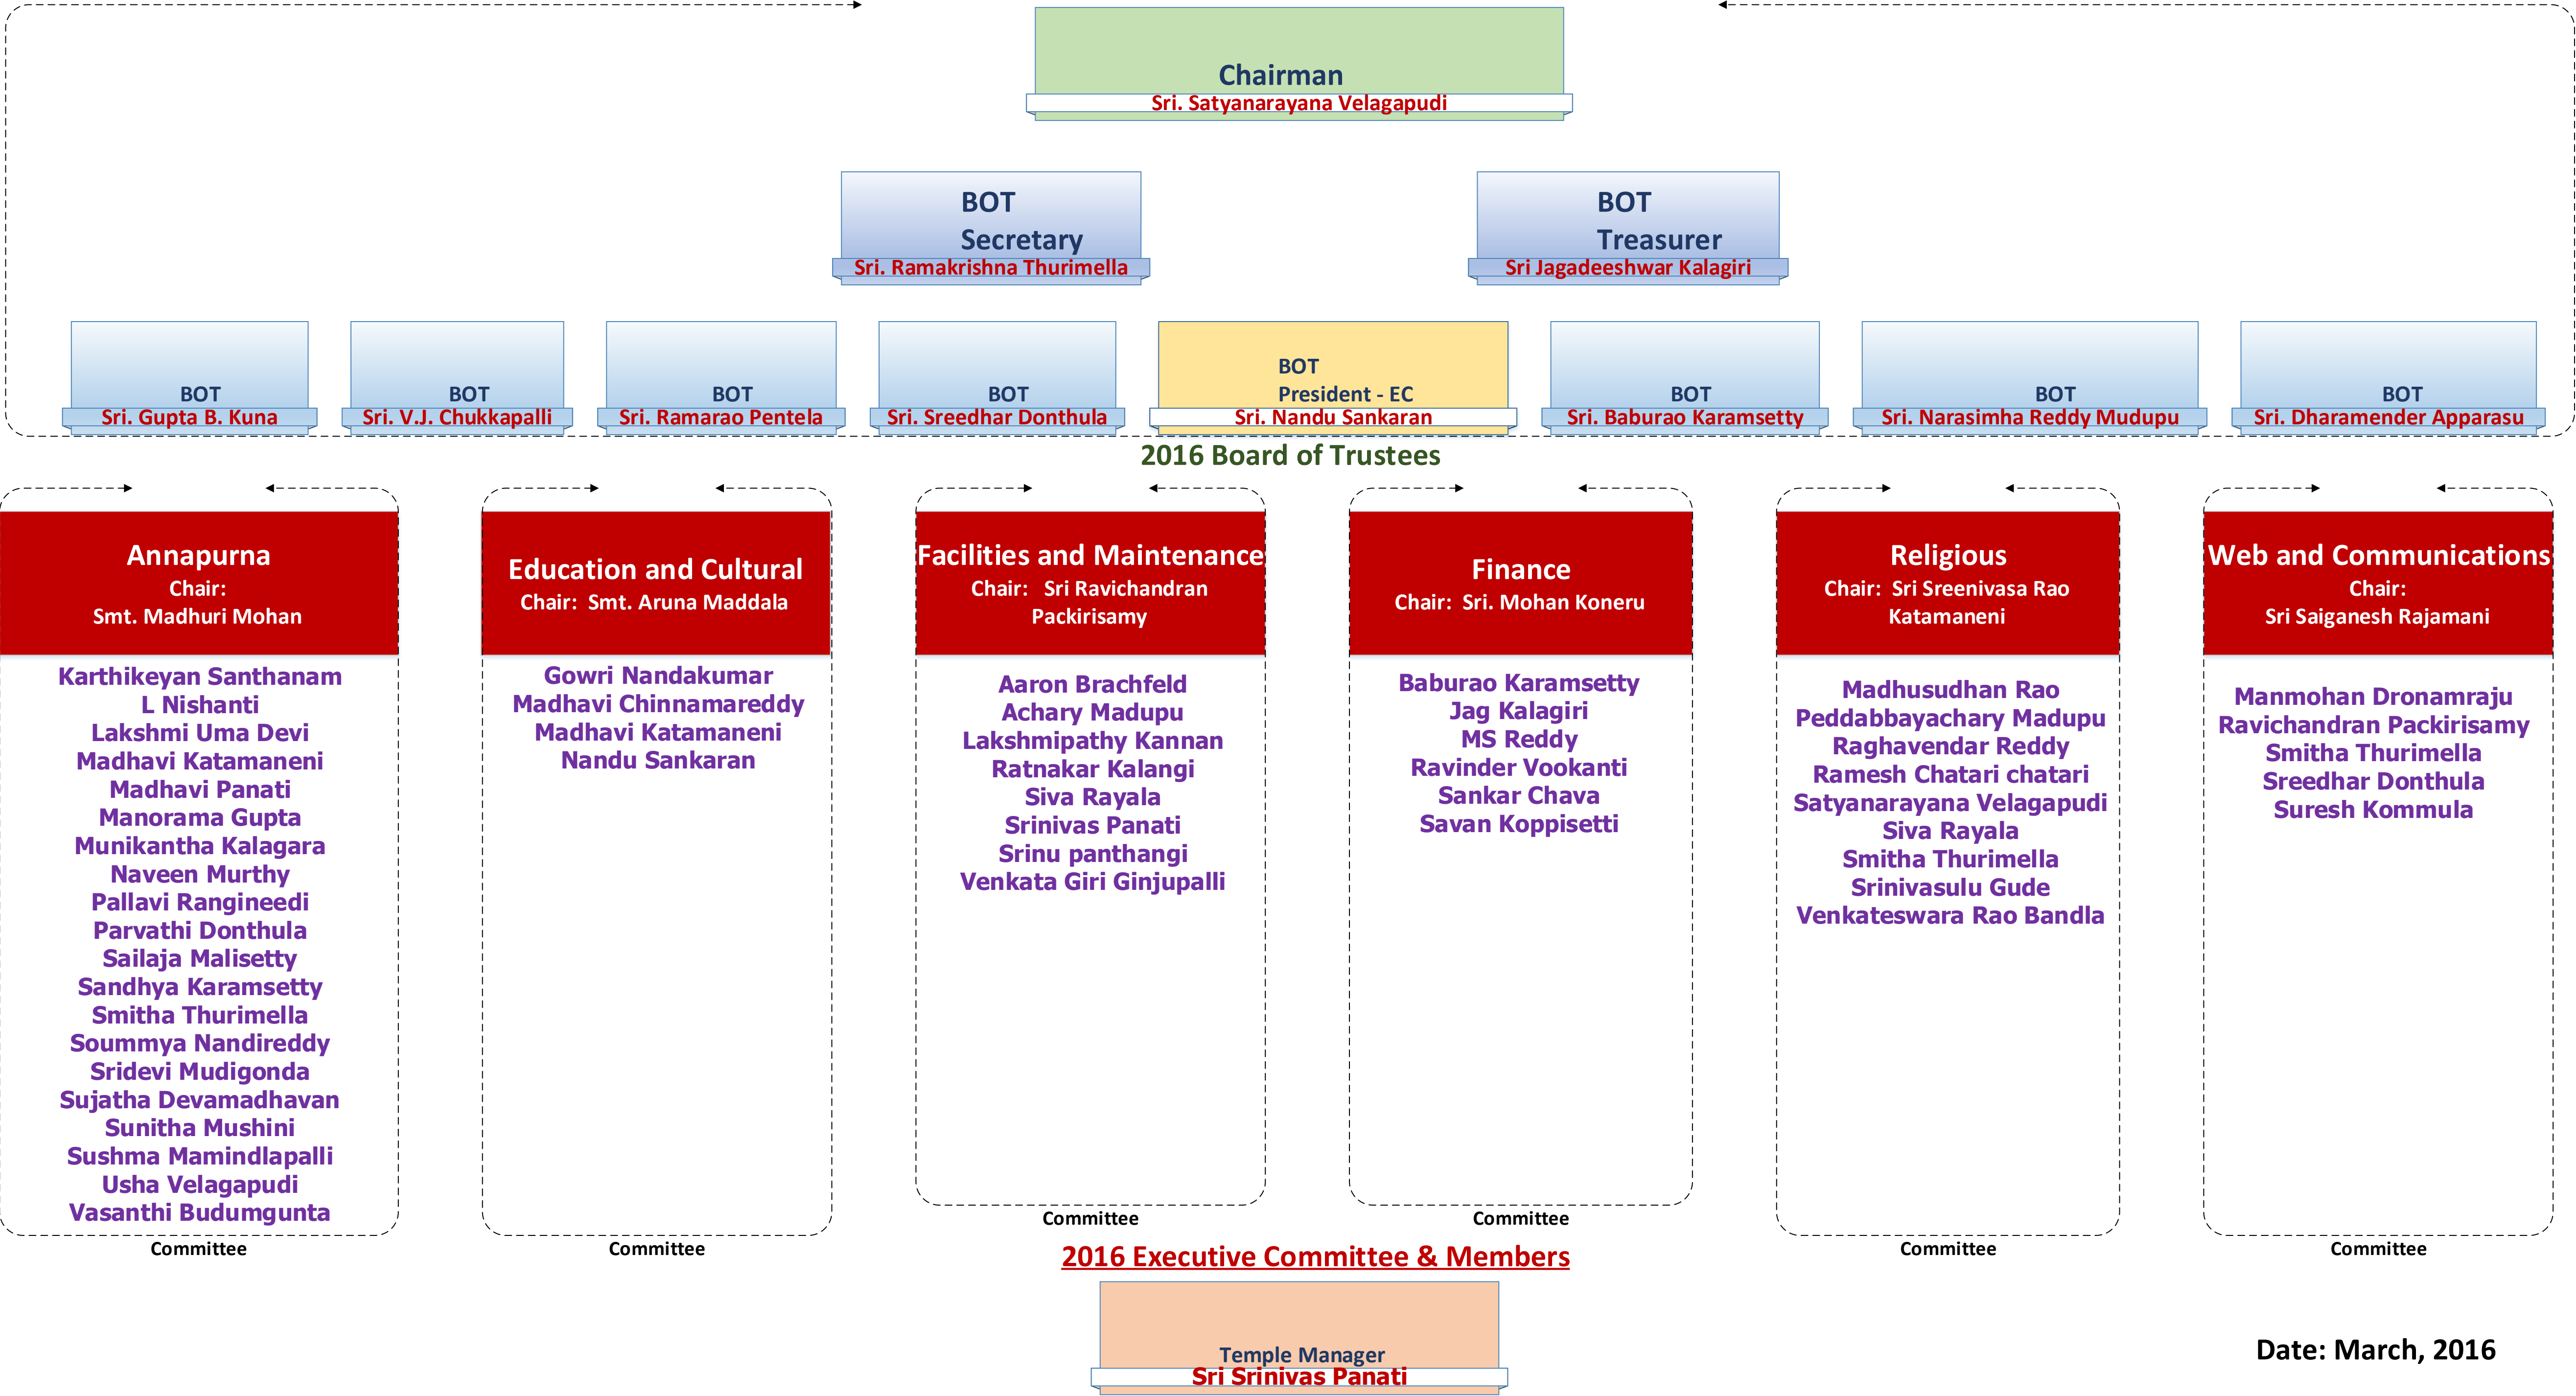 Chairman
Sri. Satyanarayana Velagapudi
BOT
Secretary
Sri. Ramakrishna Thurimella
BOT
Treasurer
Sri Jagadeeshwar Kalagiri
BOT
Sri. Gupta B. Kuna
BOT
Sri. V.J. Chukkapalli
BOT
Sri. Ramarao Pentela
BOT
Sri. Sreedhar Donthula
BOT
President - EC
Sri. Nandu Sankaran
BOT
Sri. Baburao Karamsetty
BOT
Sri. Narasimha Reddy Mudupu
BOT
Sri. Dharamender Apparasu
2016 Board of Trustees
Annapurna
Chair:
Smt. Madhuri Mohan
Karthikeyan Santhanam
L Nishanti
Lakshmi Uma Devi
Madhavi Katamaneni
Madhavi Panati
Manorama Gupta
Munikantha Kalagara
Naveen Murthy
Pallavi Rangineedi
Parvathi Donthula
Sailaja Malisetty
Sandhya Karamsetty
Smitha Thurimella
Soummya Nandireddy
Sridevi Mudigonda
Sujatha Devamadhavan
Sunitha Mushini
Sushma Mamindlapalli
Usha Velagapudi
Vasanthi Budumgunta
Committee
Education and Cultural
Chair:  Smt. Aruna Maddala
Gowri Nandakumar
Madhavi Chinnamareddy
Madhavi Katamaneni
Nandu Sankaran
Committee
Facilities and Maintenance
Chair:   Sri Ravichandran
Packirisamy
Aaron Brachfeld
Achary Madupu
Lakshmipathy Kannan
Ratnakar Kalangi
Siva Rayala
Srinivas Panati
Srinu panthangi
Venkata Giri Ginjupalli
Committee
Finance
Chair:  Sri. Mohan Koneru
Baburao Karamsetty
Jag Kalagiri
MS Reddy
Ravinder Vookanti
Sankar Chava
Savan Koppisetti
Committee
Religious
Chair:  Sri Sreenivasa Rao
Katamaneni
Madhusudhan Rao
Peddabbayachary Madupu
Raghavendar Reddy
Ramesh Chatari chatari
Satyanarayana Velagapudi
Siva Rayala
Smitha Thurimella
Srinivasulu Gude
Venkateswara Rao Bandla
Committee
Web and Communications
Chair:
Sri Saiganesh Rajamani
Manmohan Dronamraju
Ravichandran Packirisamy
Smitha Thurimella
Sreedhar Donthula
Suresh Kommula
Committee
2016 Executive Committee & Members
Temple Manager
Sri Srinivas Panati
Date: March, 2016